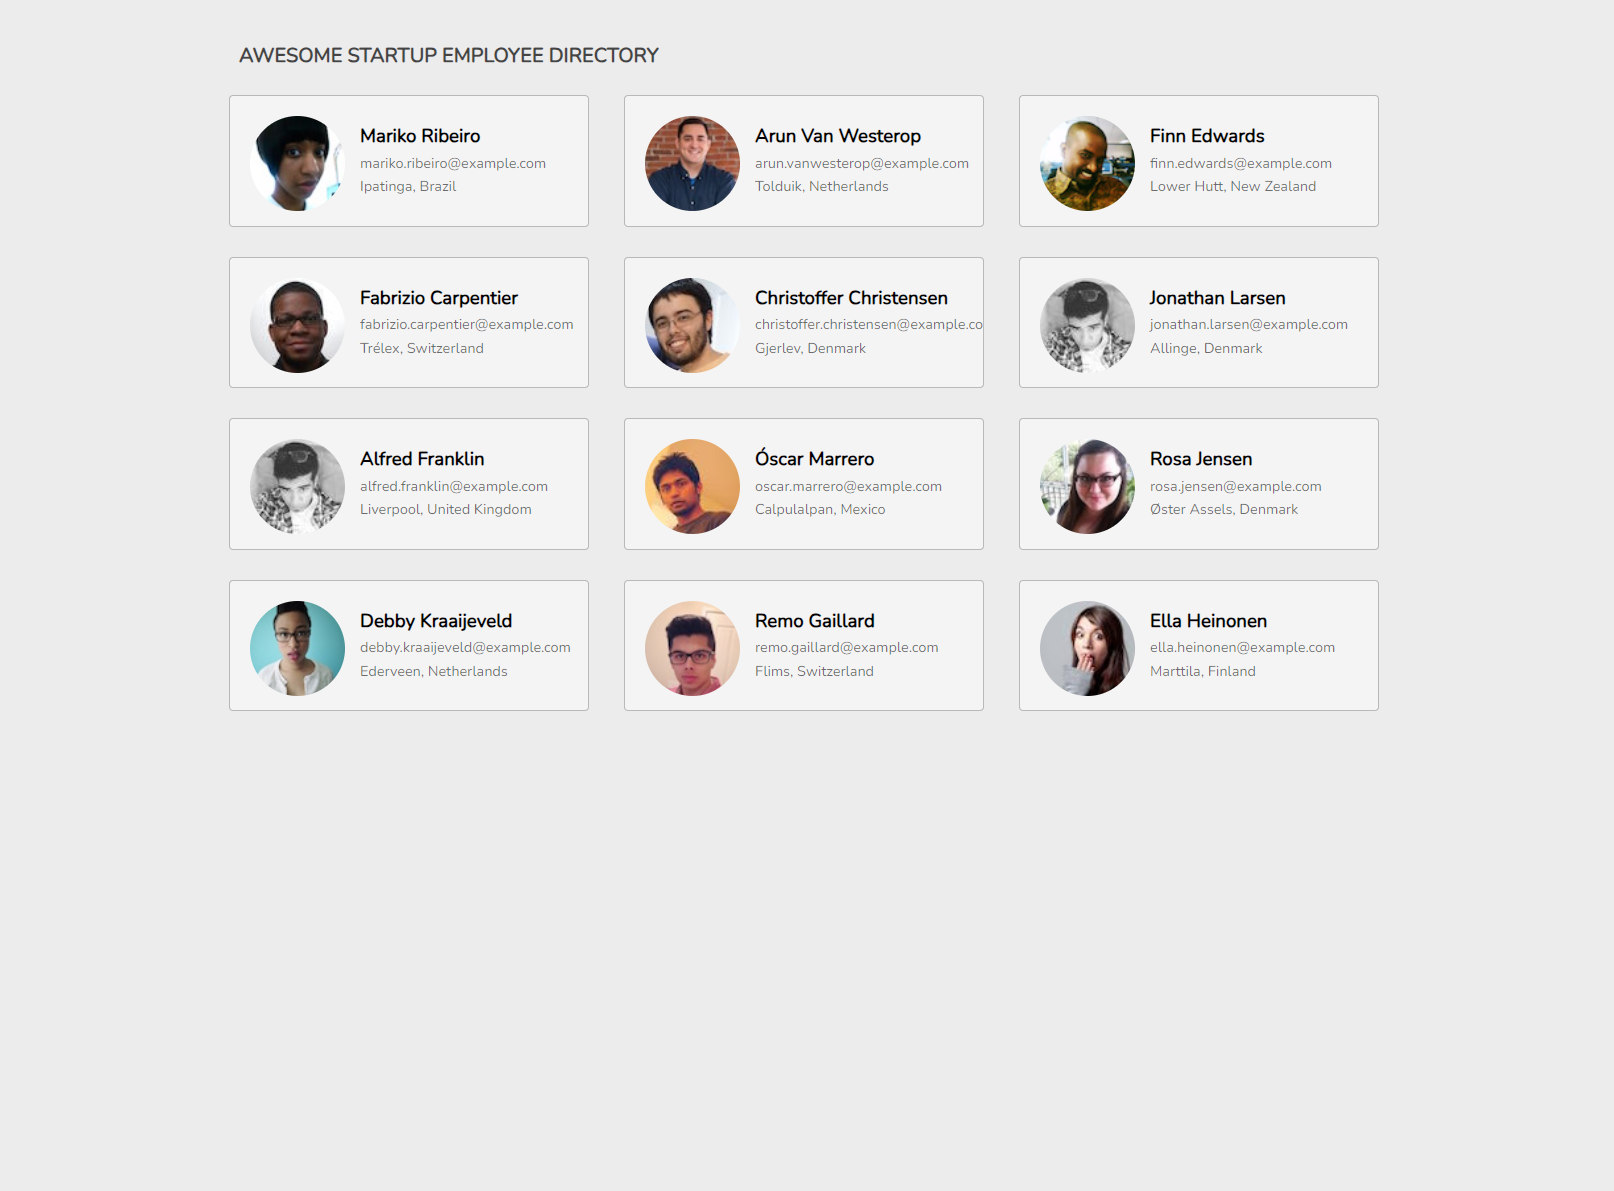 AWESOME STARTUP EMPLOYEE DIRECTORY
Mariko Ribeiro
mariko.ribeiro@example.com
Ipatinga, Brazil
Arun Van Westerop
arun.vanwesterop@example.com
Tolduik, Netherlands
Finn Edwards
finn.edwards@example.com
Lower Hutt, New Zealand
Fabrizio Carpentier
fabrizio.carpentier@example.com
Trélex, Switzerland
Christoffer Christensen
christoffer.christensen@example.co
Gjerlev, Denmark
Jonathan Larsen
jonathan.larsen@example.com
Allinge, Denmark
Alfred Franklin
alfred.franklin@example.com
Liverpool, United Kingdom
Óscar Marrero
oscar.marrero@example.com
Calpulalpan, Mexico
Rosa Jensen
rosa.jensen@example.com
Øster Assels, Denmark
Debby Kraaijeveld
debby.kraaijeveld@example.com
Ederveen, Netherlands
Remo Gaillard
remo.gaillard@example.com
Flims, Switzerland
Ella Heinonen
ella.heinonen@example.com
Marttila, Finland